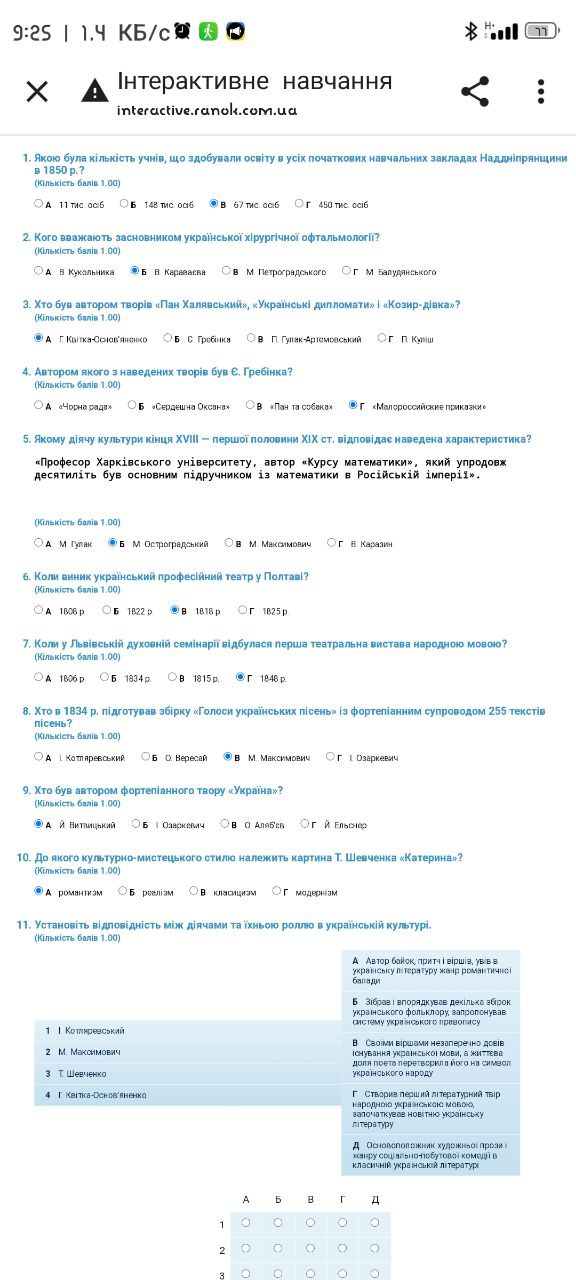 9:25 | 1.4 КБ/с H+ 77
Інтерактивне навчання
interactive.ranok.com.ua
1. Якою була кількість учнів, що здобували освіту в усіх початкових навчальних закладах Наддніпрянщини
в 1850 р.?
(Кількість балів 1.00)
А 11 тис. осіб Б 148 тис. осіб В 67 тис. осіб Г 450 тис. осіб
2. Кого вважають засновником української хірургічної офтальмології?
(Кількість балів 1.00)
А В. Кукольника Б В. Караваєва В М. Петроградського Г М. Балудянського
3. Хто був автором творів «Пан Халявський», «Українські дипломати» і «Козир-дівка»?
(Кількість балів 1.00)
А Г. Квітка-Основ'яненко Б Є. Гребінка В П. Гулак-Артемовський Г П. Куліш
4. Автором якого з наведених творів був Є. Гребінка?
(Кількість балів 1.00)
А «Чорна рада» Б «Сердешна Оксана» В «Пан та собака» Г «Малороссийские приказки»
5. Якому діячу культури кінця XVIII — першої половини XIX ст. відповідає наведена характеристика?
«Професор Харківського університету, автор «Курсу математики», який упродовж
десятиліть був основним підручником із математики в Російській імперії».
(Кількість балів 1.00)
А М. Гулак Б М. Остроградський В М. Максимович Г В. Каразин
6. Коли виник український професійний театр у Полтаві?
(Кількість балів 1.00)
А 1808 р. Б 1822 р. В 1818 р. Г 1825 р.
7. Коли у Львівській духовній семінарії відбулася перша театральна вистава народною мовою?
(Кількість балів 1.00)
А 1806 р. Б 1834 р. В 1815 р. Г 1848 р.
8. Хто в 1834 р. підготував збірку «Голоси українських пісень» із фортепіанним супроводом 255 текстів
пісень?
(Кількість балів 1.00)
А І. Котляревський Б О. Вересай В М. Максимович Г І. Озаркевич
9. Хто був автором фортепіанного твору «Україна»?
(Кількість балів 1.00)
А Й. Витвицький Б І. Озаркевич В О. Аляб'єв Г Й. Ельснер
10. До якого культурно-мистецького стилю належить картина Т. Шевченка «Катерина»?
(Кількість балів 1.00)
А романтизм Б реалізм В класицизм Г модернізм
11. Установіть відповідність між діячами та їхньою роллю в українській культурі.
(Кількість балів 1.00)
1 І. Котляревський
2 М. Максимович
3 Т. Шевченко
4 Г. Квітка-Основ'яненко
А Автор байок, притч і віршів, увів в
українську літературу жанр романтичної
балади
Б Зібрав і впорядкував декілька збірок
українського фольклору, запропонував
систему українського правопису
В Своїми віршами незаперечно довів
існування української мови, а життєва
доля поета перетворила його на символ
українського народу
Г Створив перший літературний твір
народною українською мовою,
започаткував новітню українську
літературу
Д Основоположник художньої прози і
жанру соціально-побутової комедії в
класичній українській літературі
А Б В Г Д
1
2
3